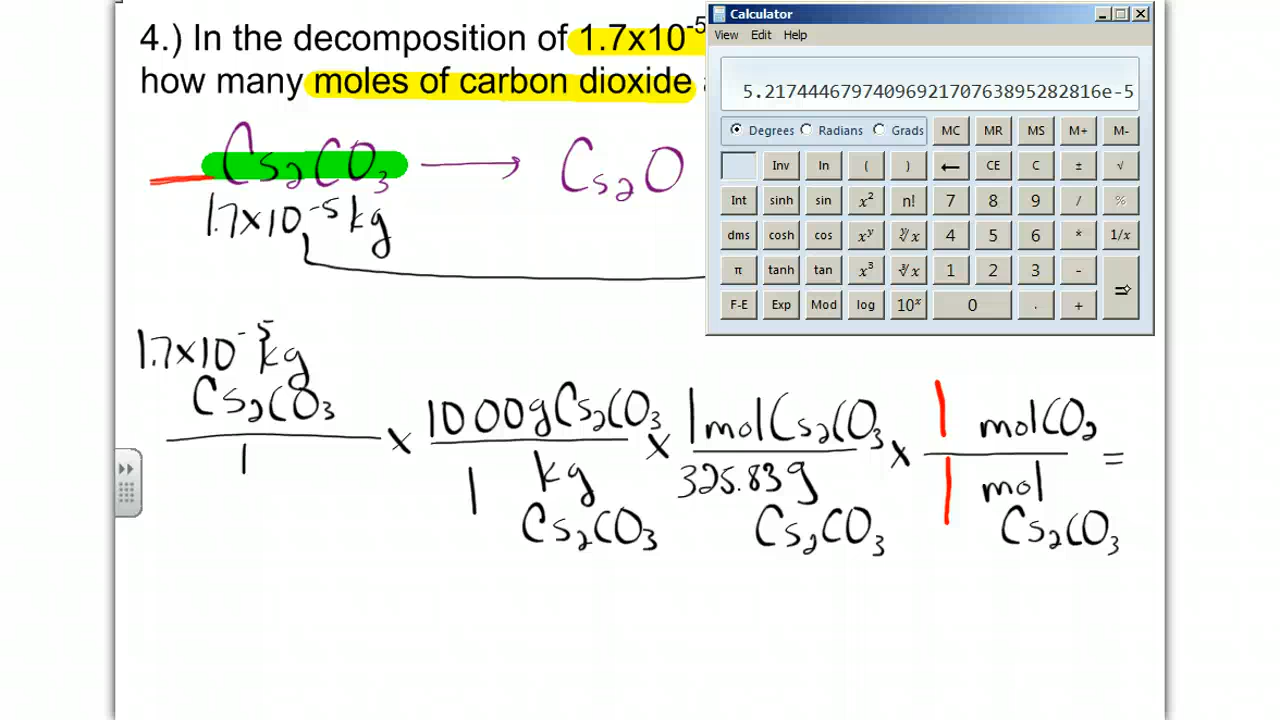 4.) In the decomposition of 1.7x10-5
how many moles of carbon dioxide
Cs2CO3 → Cs2O
1.7x10-5 kg
1.7x10-5 kg
Cs2CO3
1
x
1000g Cs2CO3
1 kg
Cs2CO3
x
1mol Cs2CO3
325.83g
Cs2CO3
x
1 mol CO2
1 mol
Cs2CO3
=
Calculator
View Edit Help
5.2174446797409692170763895282816e-5
Degrees Radians Grads MC MR MS M+ M-
Inv ln ( ) ← CE C ± √
Int sinh sin x2 n! 7 8 9 / %
dms cosh cos xy y√x 4 5 6 * 1/x
π tanh tan x3 3√x 1 2 3 -
F-E Exp Mod log 10x 0 . +